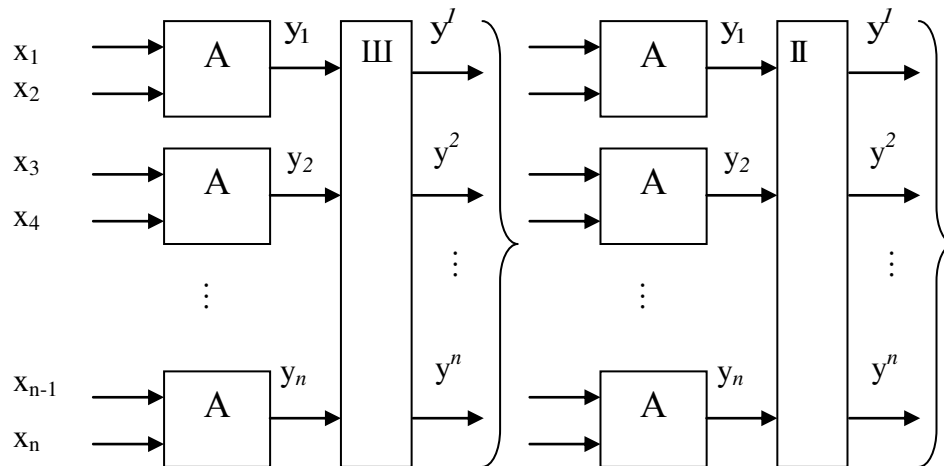 x₁ A y₁ Ш y¹ A y₁ II y¹
x₂
x₃ A y₂ y² A y₂ y²
x₄
⋮ ⋮ ⋮ ⋮
xₙ₋₁ A yₙ yⁿ A yₙ yⁿ
xₙ